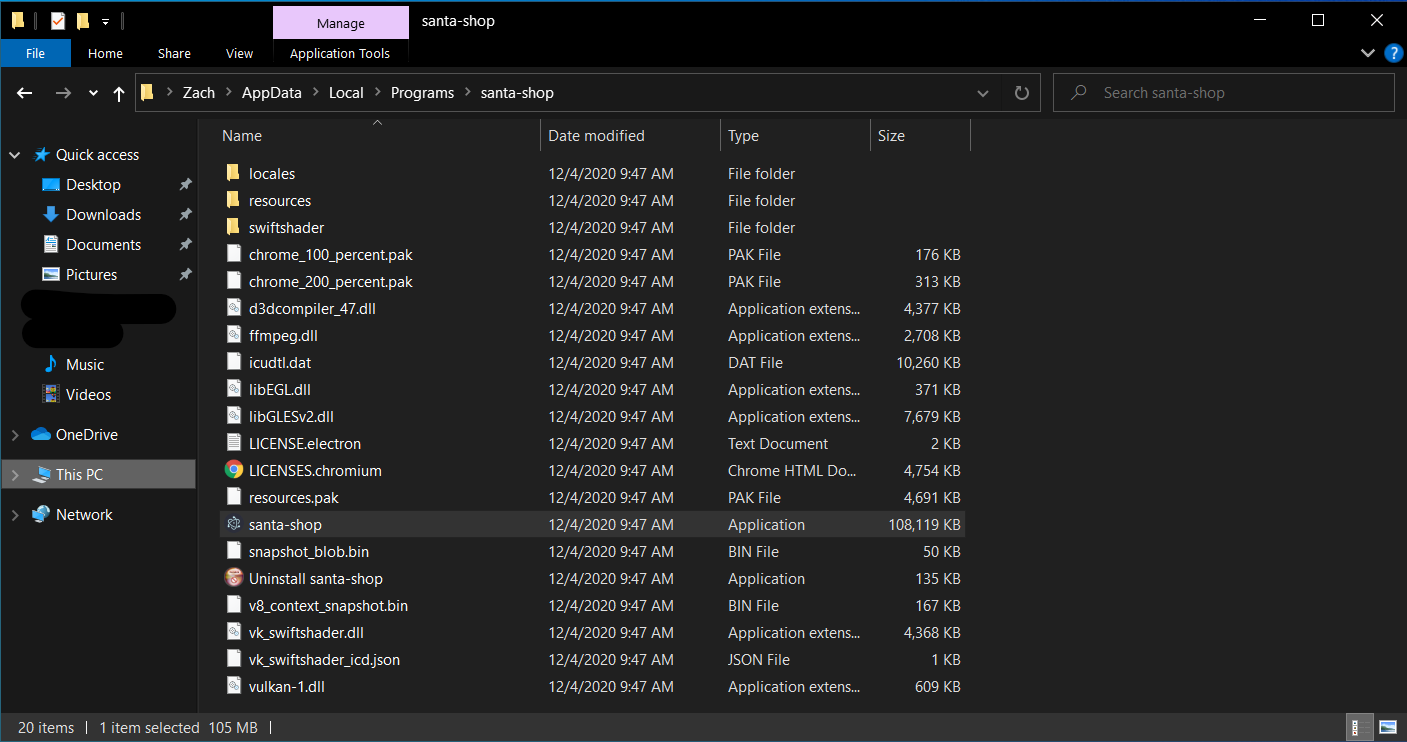 Manage santa-shop
File Home Share View Application Tools ?
Zach AppData Local Programs santa-shop Search santa-shop
Name Date modified Type Size
Quick access
Desktop
Downloads
Documents
Pictures
Music
Videos
OneDrive
This PC
Network
locales 12/4/2020 9:47 AM File folder
resources 12/4/2020 9:47 AM File folder
swiftshader 12/4/2020 9:47 AM File folder
chrome_100_percent.pak 12/4/2020 9:47 AM PAK File 176 KB
chrome_200_percent.pak 12/4/2020 9:47 AM PAK File 313 KB
d3dcompiler_47.dll 12/4/2020 9:47 AM Application extens... 4,377 KB
ffmpeg.dll 12/4/2020 9:47 AM Application extens... 2,708 KB
icudtl.dat 12/4/2020 9:47 AM DAT File 10,260 KB
libEGL.dll 12/4/2020 9:47 AM Application extens... 371 KB
libGLESv2.dll 12/4/2020 9:47 AM Application extens... 7,679 KB
LICENSE.electron 12/4/2020 9:47 AM Text Document 2 KB
LICENSES.chromium 12/4/2020 9:47 AM Chrome HTML Do... 4,754 KB
resources.pak 12/4/2020 9:47 AM PAK File 4,691 KB
santa-shop 12/4/2020 9:47 AM Application 108,119 KB
snapshot_blob.bin 12/4/2020 9:47 AM BIN File 50 KB
Uninstall santa-shop 12/4/2020 9:47 AM Application 135 KB
v8_context_snapshot.bin 12/4/2020 9:47 AM BIN File 167 KB
vk_swiftshader.dll 12/4/2020 9:47 AM Application extens... 4,368 KB
vk_swiftshader_icd.json 12/4/2020 9:47 AM JSON File 1 KB
vulkan-1.dll 12/4/2020 9:47 AM Application extens... 609 KB
20 items 1 item selected 105 MB